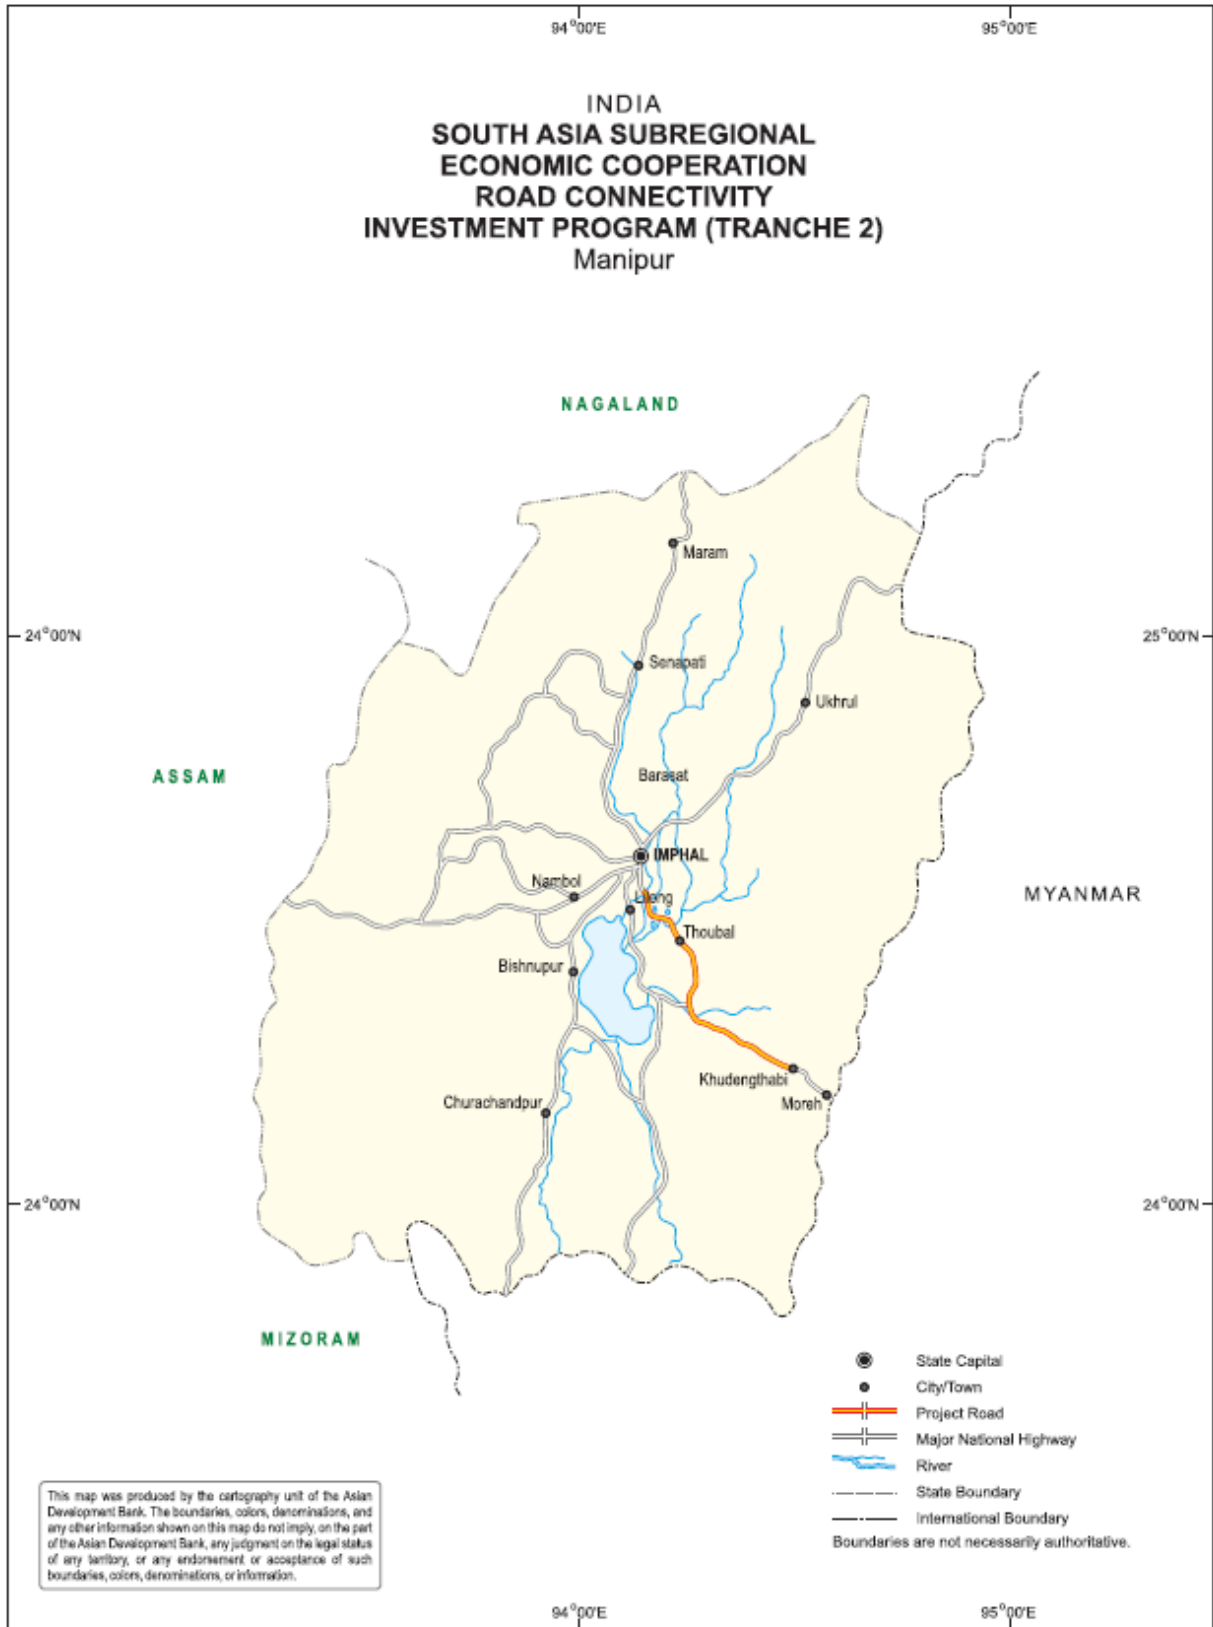 94°00'E
95°00'E
INDIA
SOUTH ASIA SUBREGIONAL
ECONOMIC COOPERATION
ROAD CONNECTIVITY
INVESTMENT PROGRAM (TRANCHE 2)
Manipur
NAGALAND
Maram
24°00'N
25°00'N
Senapati
Ukhrul
ASSAM
Barasat
IMPHAL
Nambol
MYANMAR
Lilong
Thoubal
Bishnupur
Khudengthabi
Churachandpur
Moreh
24°00'N
24°00'N
MIZORAM
State Capital
City/Town
Project Road
Major National Highway
River
State Boundary
International Boundary
Boundaries are not necessarily authoritative.
This map was produced by the cartography unit of the Asian
Development Bank. The boundaries, colors, denominations, and
any other information shown on this map do not imply, on the part
of the Asian Development Bank, any judgment on the legal status
of any territory, or any endorsement or acceptance of such
boundaries, colors, denominations, or information.
94°00'E
95°00'E